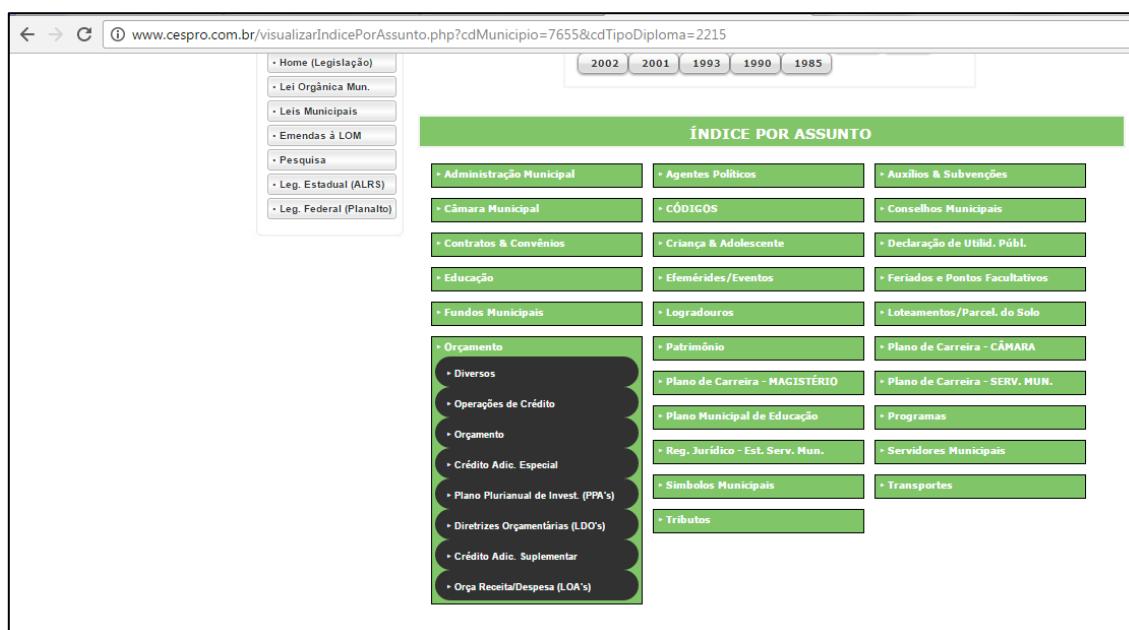 www.cespro.com.br/visualizarIndicePorAssunto.php?cdMunicipio=7655&cdTipoDiploma=2215
Home (Legislação)
Lei Orgânica Mun.
Leis Municipais
Emendas à LOM
Pesquisa
Leg. Estadual (ALRS)
Leg. Federal (Planalto)
2002 2001 1993 1990 1985
ÍNDICE POR ASSUNTO
Administração Municipal
Agentes Políticos
Auxílios & Subvenções
Câmara Municipal
CÓDIGOS
Conselhos Municipais
Contratos & Convênios
Criança & Adolescente
Declaração de Utilid. Públ.
Educação
Efemérides/Eventos
Feriados e Pontos Facultativos
Fundos Municipais
Logradouros
Loteamentos/Parcel. do Solo
Orçamento
Diversos
Operações de Crédito
Orçamento
Crédito Adic. Especial
Plano Plurianual de Invest. (PPA's)
Diretrizes Orçamentárias (LDO's)
Crédito Adic. Suplementar
Orça Receita/Despesa (LOA's)
Patrimônio
Plano de Carreira - CÂMARA
Plano de Carreira - MAGISTÉRIO
Plano de Carreira - SERV. MUN.
Plano Municipal de Educação
Programas
Reg. Jurídico - Est. Serv. Mun.
Servidores Municipais
Simbolos Municipais
Transportes
Tributos